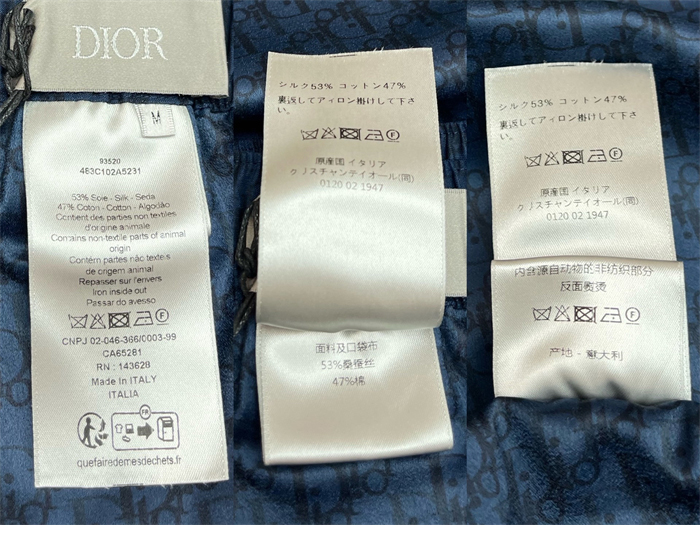 DIOR
M
93520
483C102A5231
53% Soie - Silk - Seda
47% Coton - Cotton - Algodão
Contient des parties non textiles
d'origine animale
Contains non-textile parts of animal
origin
Contém partes não texteis
de origem animal
Repasser sur l'envers
Iron inside out
Passar do avesso
F
CNPJ 02-046-366/0003-99
CA65281
RN : 143628
Made In ITALY
ITALIA
FR
quefairedemesdechets.fr
シルク53% コットン47%
裏返してアイロン掛けして下さ
い。
F
原産国 イタリア
クリスチャンディオール(同)
0120 02 1947
面料及口袋布
53%桑蚕丝
47%棉
シルク53% コットン47%
裏返してアイロン掛けして下さ
い。
F
原産国 イタリア
クリスチャンディオール(同)
0120 02 1947
内含源自动物的非纺织部分
反面熨烫
F
产地 - 意大利